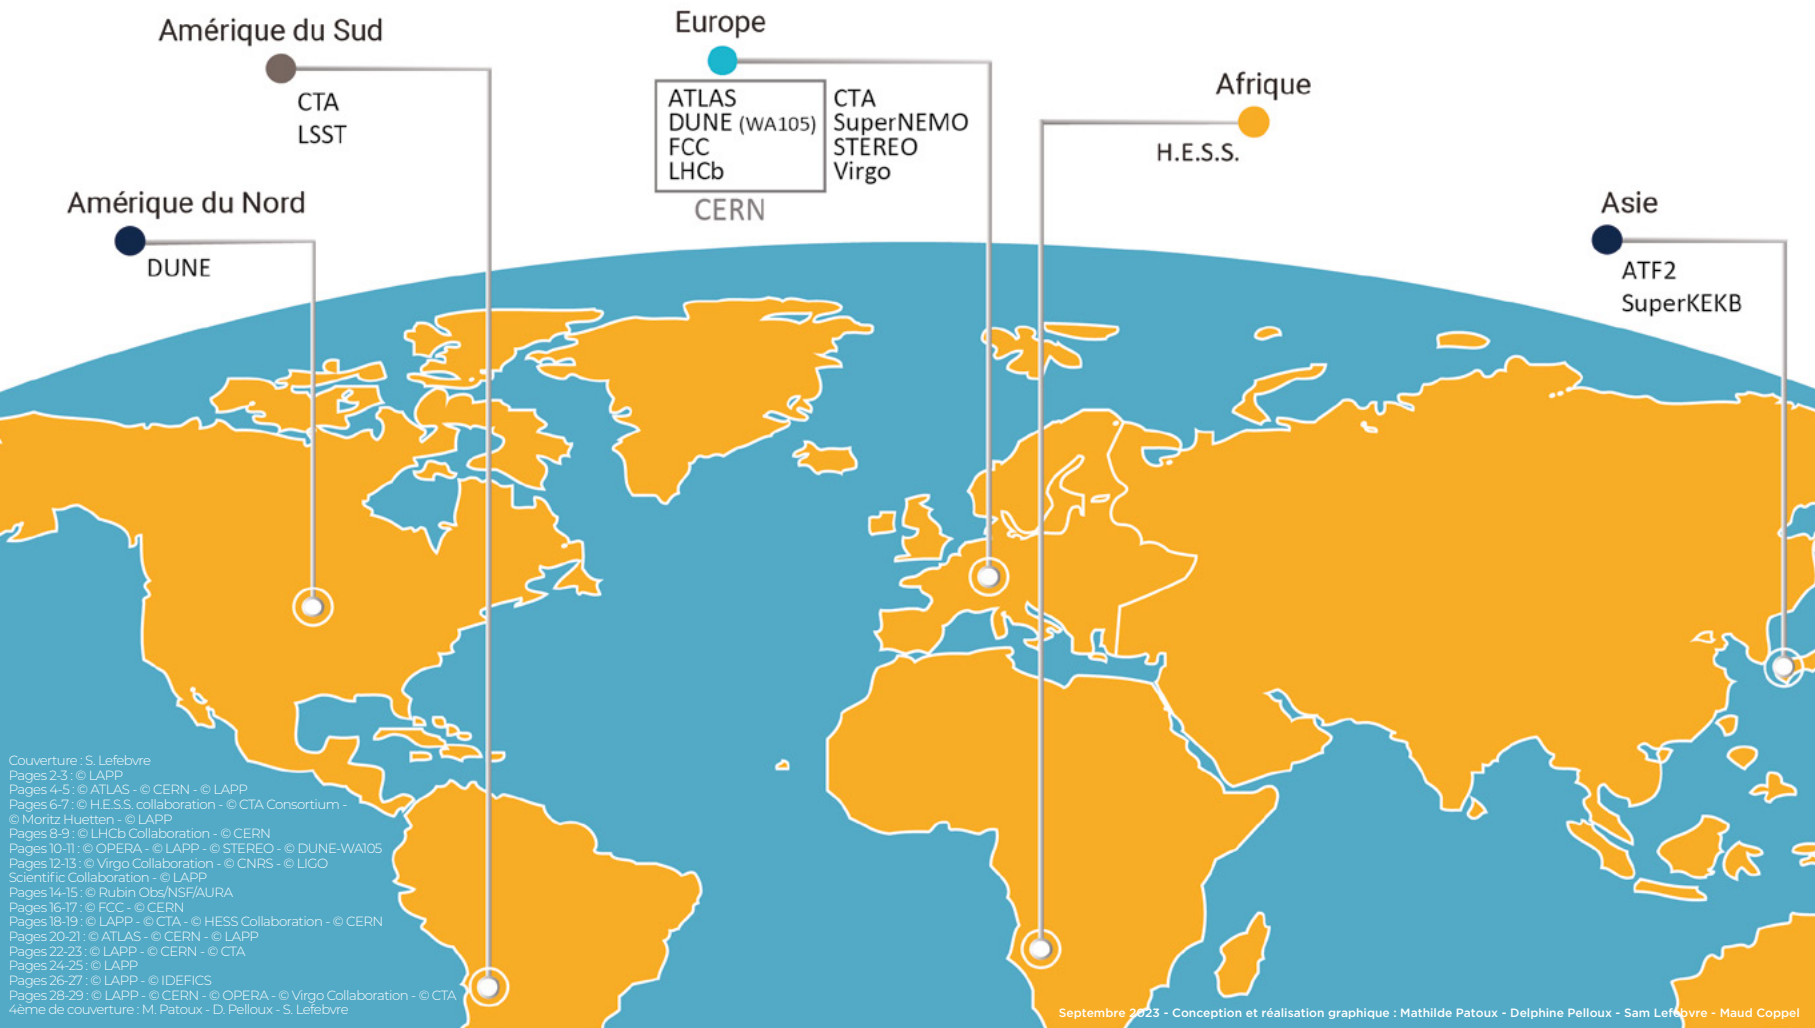 Amérique du Sud
CTA
LSST
Europe
ATLAS
DUNE (WA105)
FCC
LHCb
CERN
CTA
SuperNEMO
STEREO
Virgo
Afrique
H.E.S.S.
Amérique du Nord
DUNE
Asie
ATF2
SuperKEKB
Couverture : S. Lefebvre
Pages 2-3 : © LAPP
Pages 4-5 : © ATLAS - © CERN - © LAPP
Pages 6-7 : © H.E.S.S. collaboration - © CTA Consortium -
© Moritz Huetten - © LAPP
Pages 8-9 : © LHCb Collaboration - © CERN
Pages 10-11 : © OPERA - © LAPP - © STEREO - © DUNE-WA105
Pages 12-13 : © Virgo Collaboration - © CNRS - © LIGO
Scientific Collaboration - © LAPP
Pages 14-15 : © Rubin Obs/NSF/AURA
Pages 16-17 : © FCC - © CERN
Pages 18-19 : © LAPP - © CTA - © HESS Collaboration - © CERN
Pages 20-21 : © ATLAS - © CERN - © LAPP
Pages 22-23 : © LAPP - © CERN - © CTA
Pages 24-25 : © LAPP
Pages 26-27 : © LAPP - © IDEFICS
Pages 28-29 : © LAPP - © CERN - © OPERA - © Virgo Collaboration - © CTA
4ème de couverture : M. Patoux - D. Pelloux - S. Lefebvre
Septembre 2023 - Conception et réalisation graphique : Mathilde Patoux - Delphine Pelloux - Sam Lefebvre - Maud Coppel